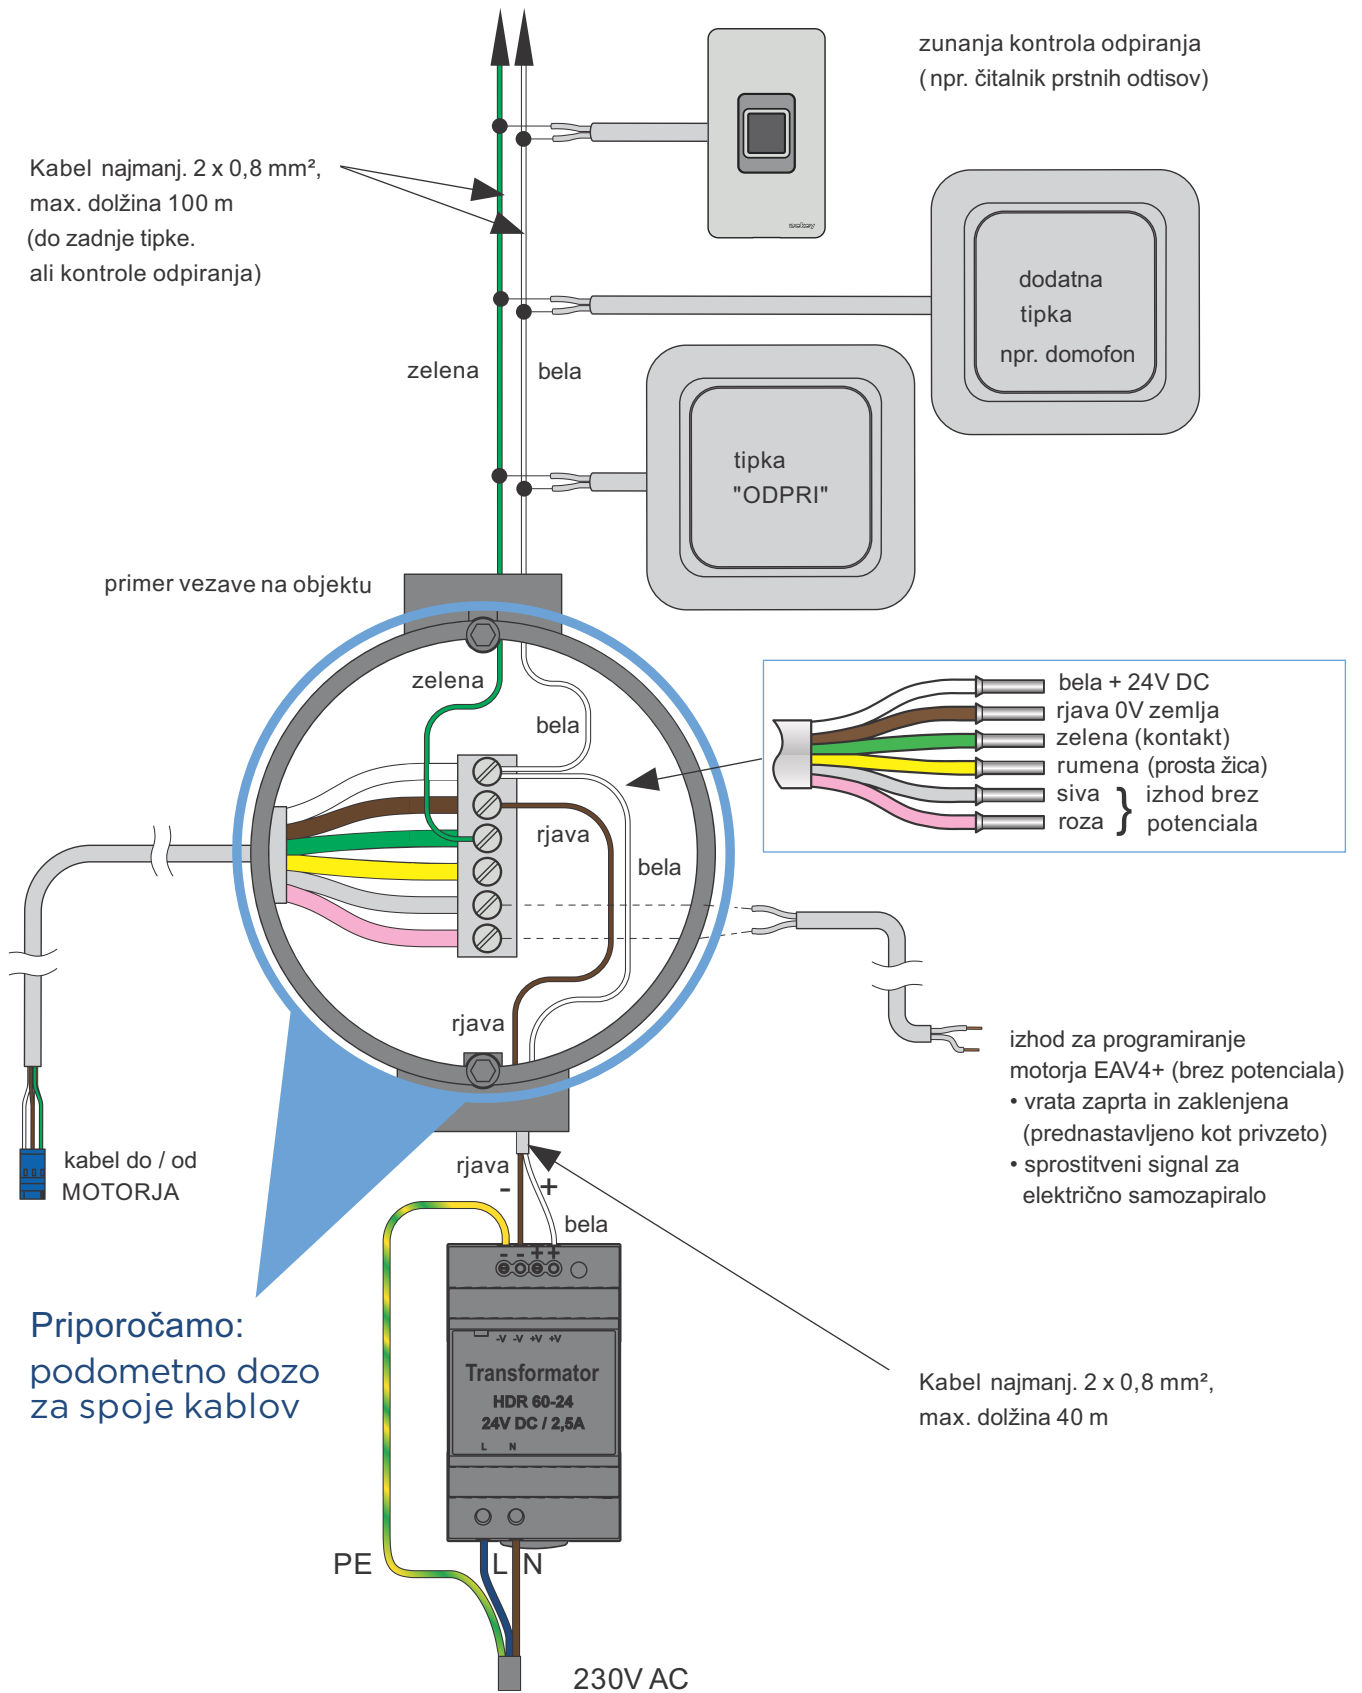 zunanja kontrola odpiranja
( npr. čitalnik prstnih odtisov)
Kabel najmanj. 2 x 0,8 mm²,
max. dolžina 100 m
(do zadnje tipke.
ali kontrole odpiranja)
dodatna
tipka
npr. domofon
zelena
bela
tipka
"ODPRI"
primer vezave na objektu
zelena
bela
rjava
bela
rjava
bela + 24V DC
rjava 0V zemlja
zelena (kontakt)
rumena (prosta žica)
siva
roza
} izhod brez
potenciala
izhod za programiranje
motorja EAV4+ (brez potenciala)
• vrata zaprta in zaklenjena
(prednastavljeno kot privzeto)
• sprostitveni signal za
električno samozapiralo
kabel do / od
MOTORJA
rjava
- +
bela
- - + +
-V -V +V +V
Transformator
HDR 60-24
24V DC / 2,5A
L N
Priporočamo:
podometno dozo
za spoje kablov
Kabel najmanj. 2 x 0,8 mm²,
max. dolžina 40 m
PE L N
230V AC